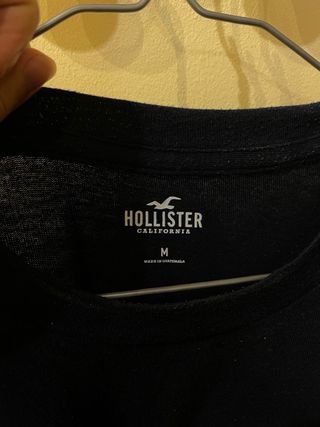 HOLLISTER
CALIFORNIA
M
MADE IN GUATEMALA